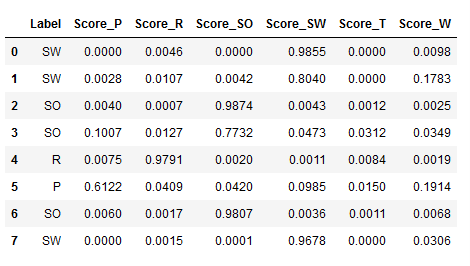 Label Score_P Score_R Score_SO Score_SW Score_T Score_W
0 SW 0.0000 0.0046 0.0000 0.9855 0.0000 0.0098
1 SW 0.0028 0.0107 0.0042 0.8040 0.0000 0.1783
2 SO 0.0040 0.0007 0.9874 0.0043 0.0012 0.0025
3 SO 0.1007 0.0127 0.7732 0.0473 0.0312 0.0349
4 R 0.0075 0.9791 0.0020 0.0011 0.0084 0.0019
5 P 0.6122 0.0409 0.0420 0.0985 0.0150 0.1914
6 SO 0.0060 0.0017 0.9807 0.0036 0.0011 0.0068
7 SW 0.0000 0.0015 0.0001 0.9678 0.0000 0.0306